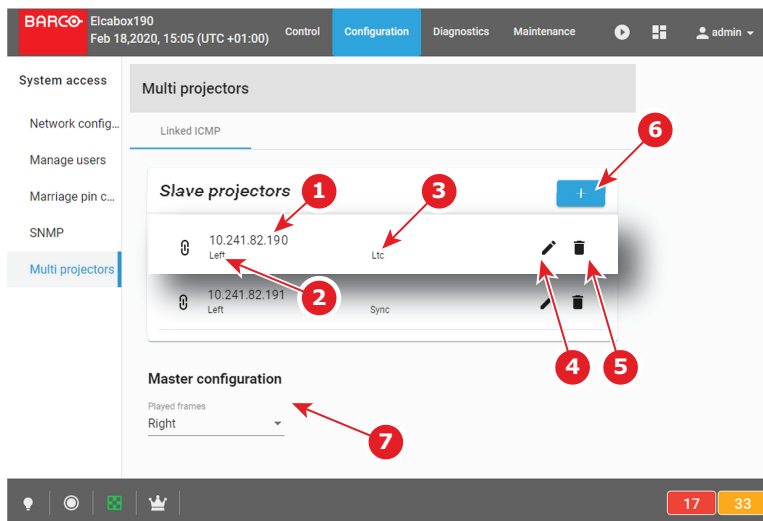 BARCO
Elcabox190
Feb 18,2020, 15:05 (UTC +01:00)
Control
Configuration
Diagnostics
Maintenance
admin
System access
Network config...
Manage users
Marriage pin c...
SNMP
Multi projectors
Multi projectors
Linked ICMP
6
Slave projectors
1
3
+
10.241.82.190
Left
Ltc
2
10.241.82.191
Left
Sync
4
5
Master configuration
Played frames
Right
7
17
33